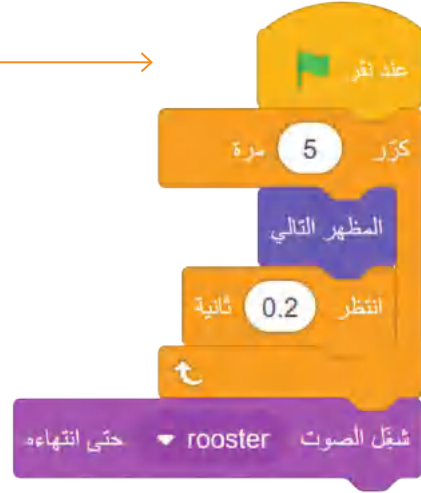 عند نقر
كرّر 5 مرة
المظهر التالي
انتظر 0.2 ثانية
شغّل الصوت rooster حتى انتهاءه